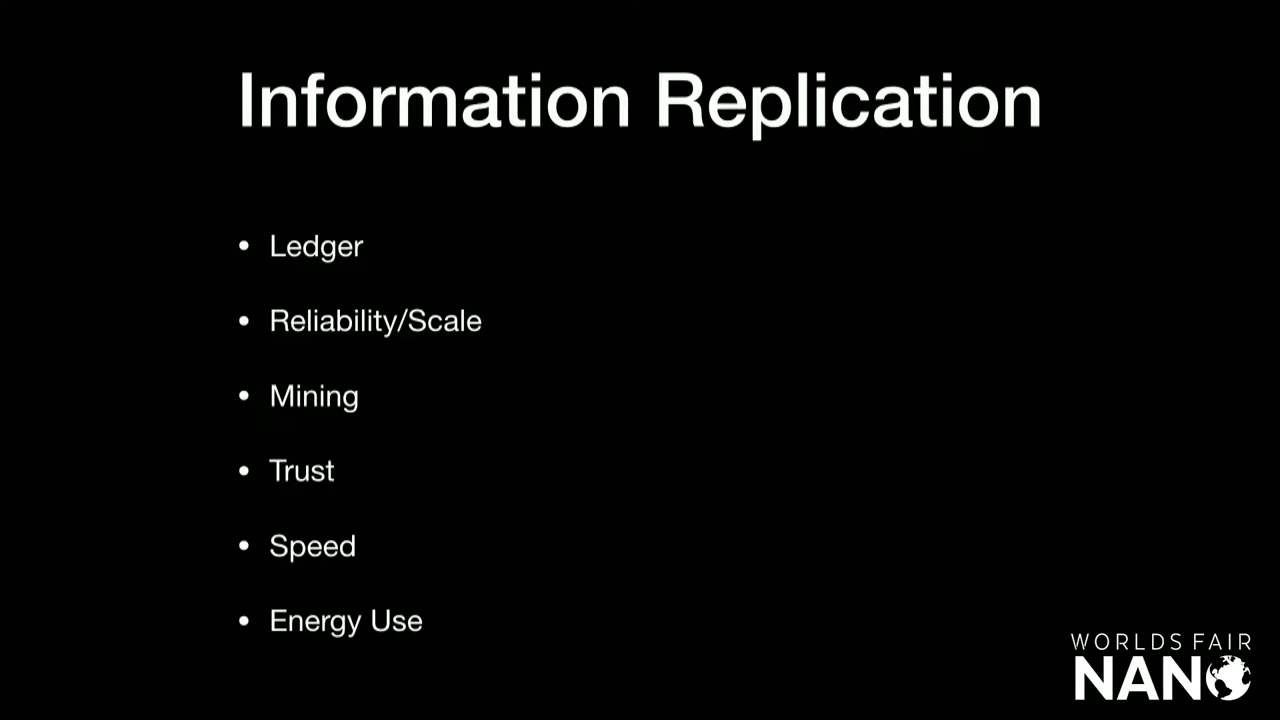 Information Replication
• Ledger
• Reliability/Scale
• Mining
• Trust
• Speed
• Energy Use
WORLDS FAIR
NANO